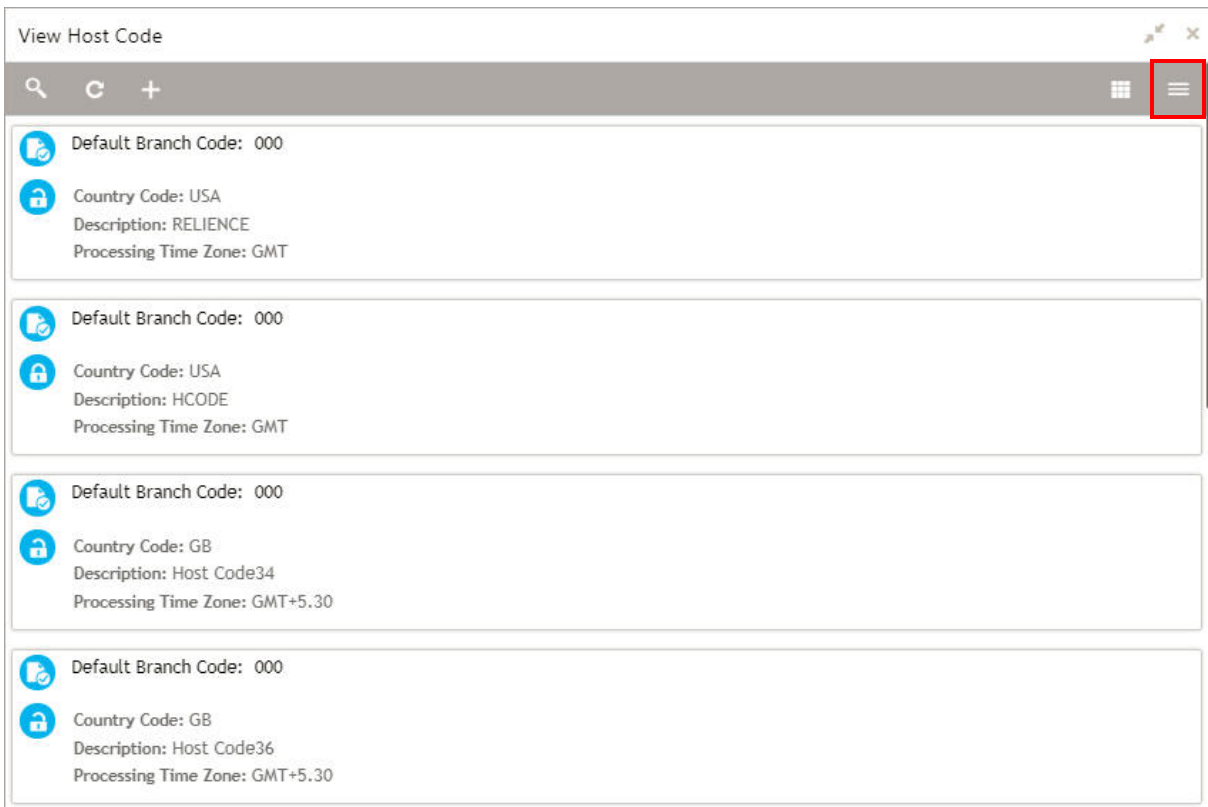 View Host Code
Default Branch Code: 000
Country Code: USA
Description: RELIENCE
Processing Time Zone: GMT
Default Branch Code: 000
Country Code: USA
Description: HCODE
Processing Time Zone: GMT
Default Branch Code: 000
Country Code: GB
Description: Host Code34
Processing Time Zone: GMT+5.30
Default Branch Code: 000
Country Code: GB
Description: Host Code36
Processing Time Zone: GMT+5.30